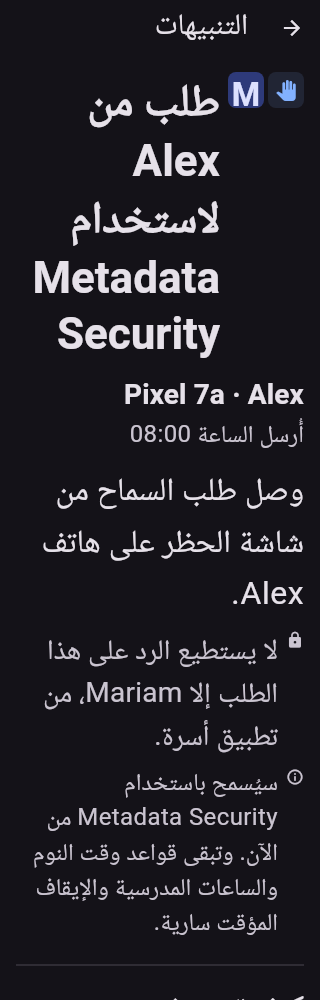 التنبيهات
M
طلب من
Alex
لاستخدام
Metadata
Security
Pixel 7a · Alex
أرسل الساعة 08:00
وصل طلب السماح من
شاشة الحظر على هاتف
Alex.
لا يستطيع الرد على هذا
الطلب إلا Mariam، من
تطبيق أسرة.
سيُسمح باستخدام
Metadata Security من
الآن. وتبقى قواعد وقت النوم
والساعات المدرسية والإيقاف
المؤقت سارية.